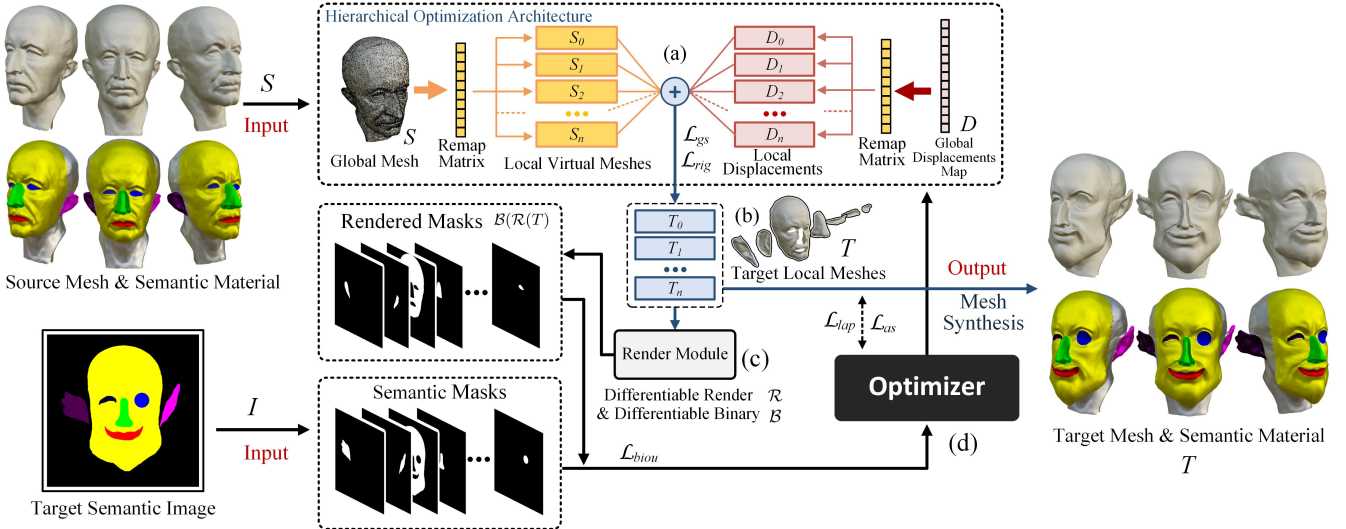 Hierarchical Optimization Architecture
S
Input
Source Mesh & Semantic Material
S
Global Mesh
Remap
Matrix
S0
S1
S2
•••
Sn
Local Virtual Meshes
(a)
+
D0
D1
D2
•••
Dn
Local
Displacements
Remap
Matrix
D
Global
Displacements
Map
ℒgs
ℒrig
Rendered Masks ℬ(ℛ(T)
•••
T0
T1
•••
Tn
(b)
T
Target Local Meshes
Render Module
(c)
Differentiable Render ℛ
& Differentiable Binary ℬ
Output
Mesh
Synthesis
ℒlap
ℒas
Optimizer
(d)
I
Input
Target Semantic Image
Semantic Masks
•••
ℒbiou
Target Mesh & Semantic Material
T